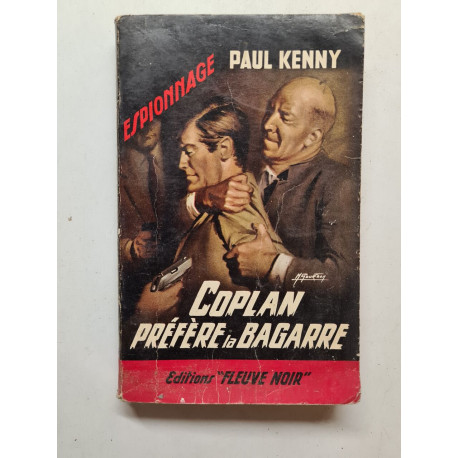 ESPIONNAGE
PAUL KENNY
COPLAN
PRÉFÈRE la BAGARRE
Editions "FLEUVE NOIR"